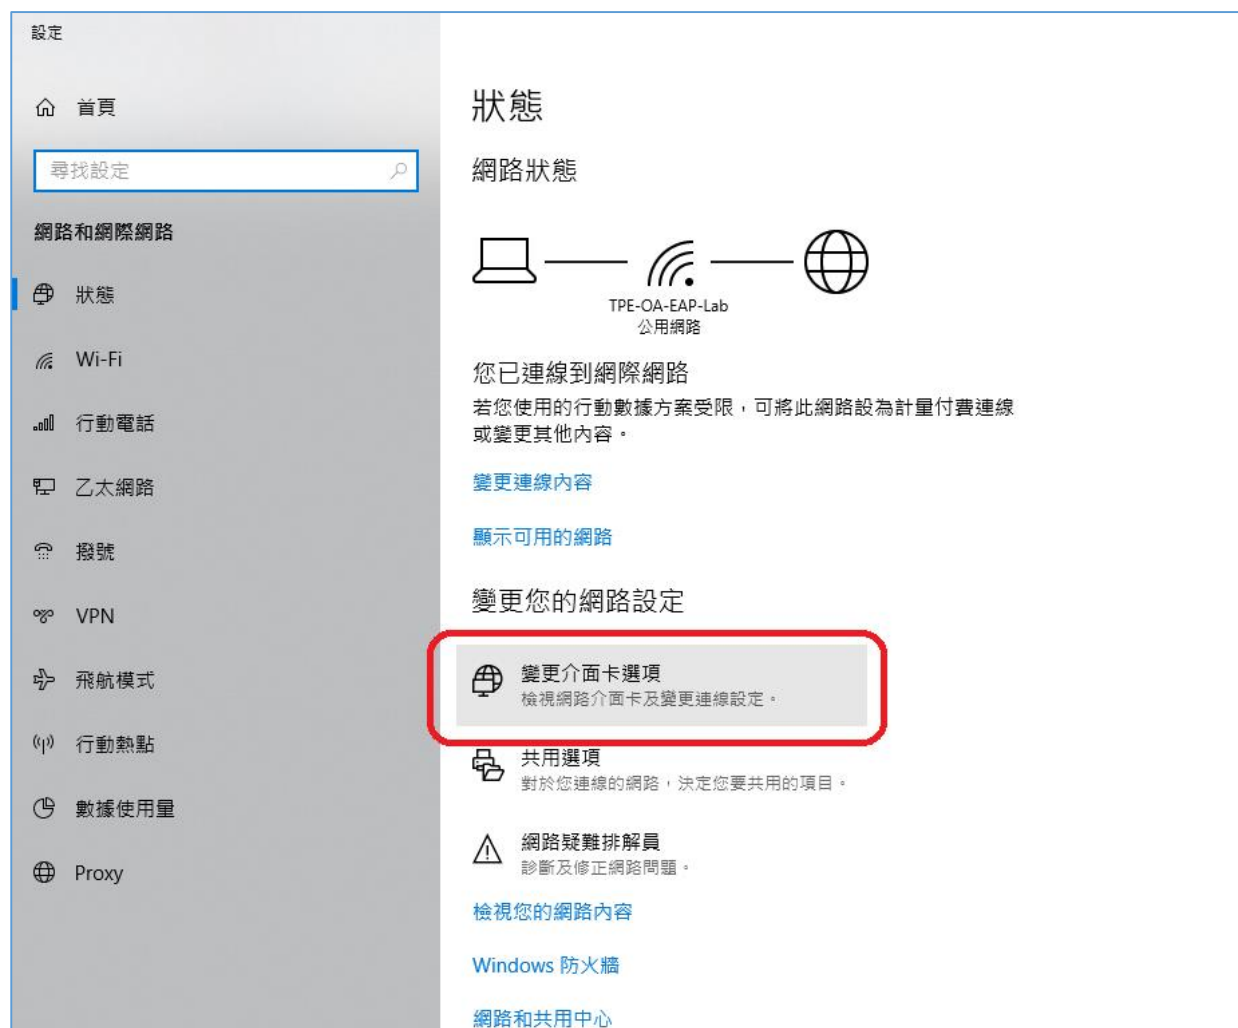 設定
首頁
尋找設定
網路和網際網路
狀態
Wi-Fi
行動電話
乙太網路
撥號
VPN
飛航模式
行動熱點
數據使用量
Proxy
狀態
網路狀態
TPE-OA-EAP-Lab
公用網路
您已連線到網際網路
若您使用的行動數據方案受限，可將此網路設為計量付費連線
或變更其他內容。
變更連線內容
顯示可用的網路
變更您的網路設定
變更介面卡選項
檢視網路介面卡及變更連線設定。
共用選項
對於您連線的網路，決定您要共用的項目。
網路疑難排解員
診斷及修正網路問題。
檢視您的網路內容
Windows 防火牆
網路和共用中心